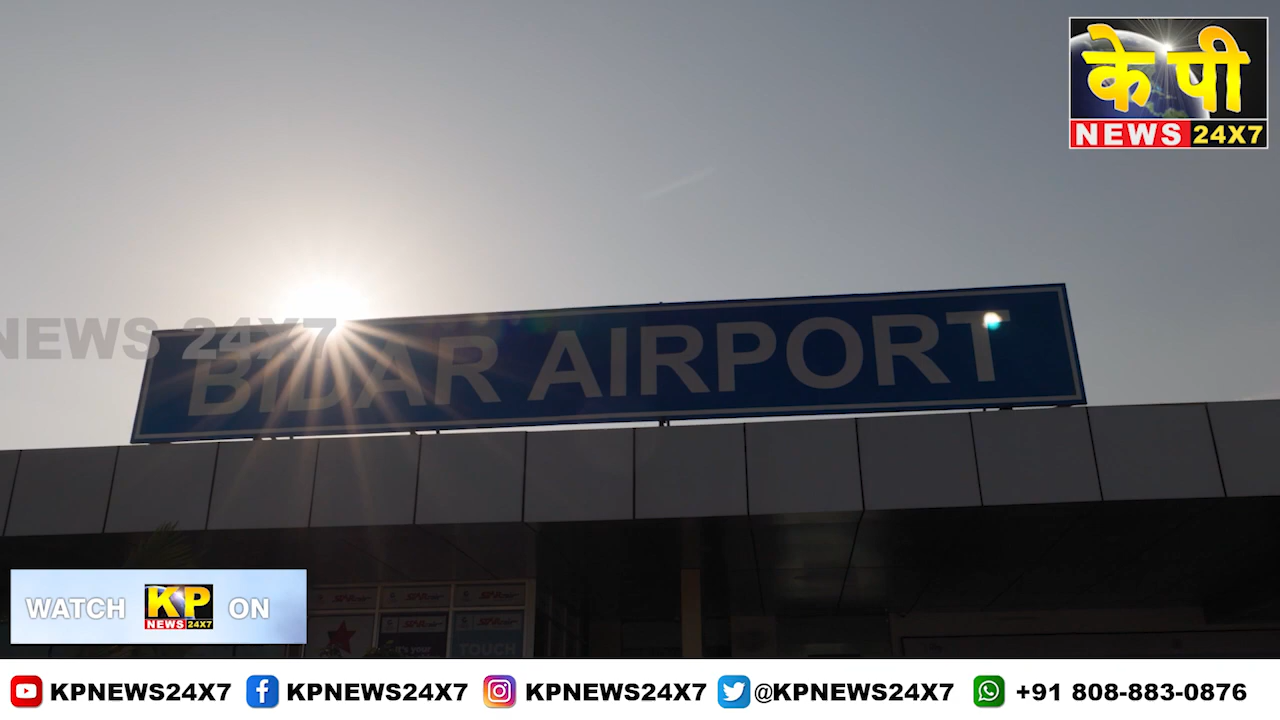 के पी
NEWS 24X7
NEWS 24X7
BIDAR AIRPORT
WATCH KP NEWS 24X7 ON
TOUCH
KPNEWS24X7 KPNEWS24X7 KPNEWS24X7 @KPNEWS24X7 +91 808-883-0876